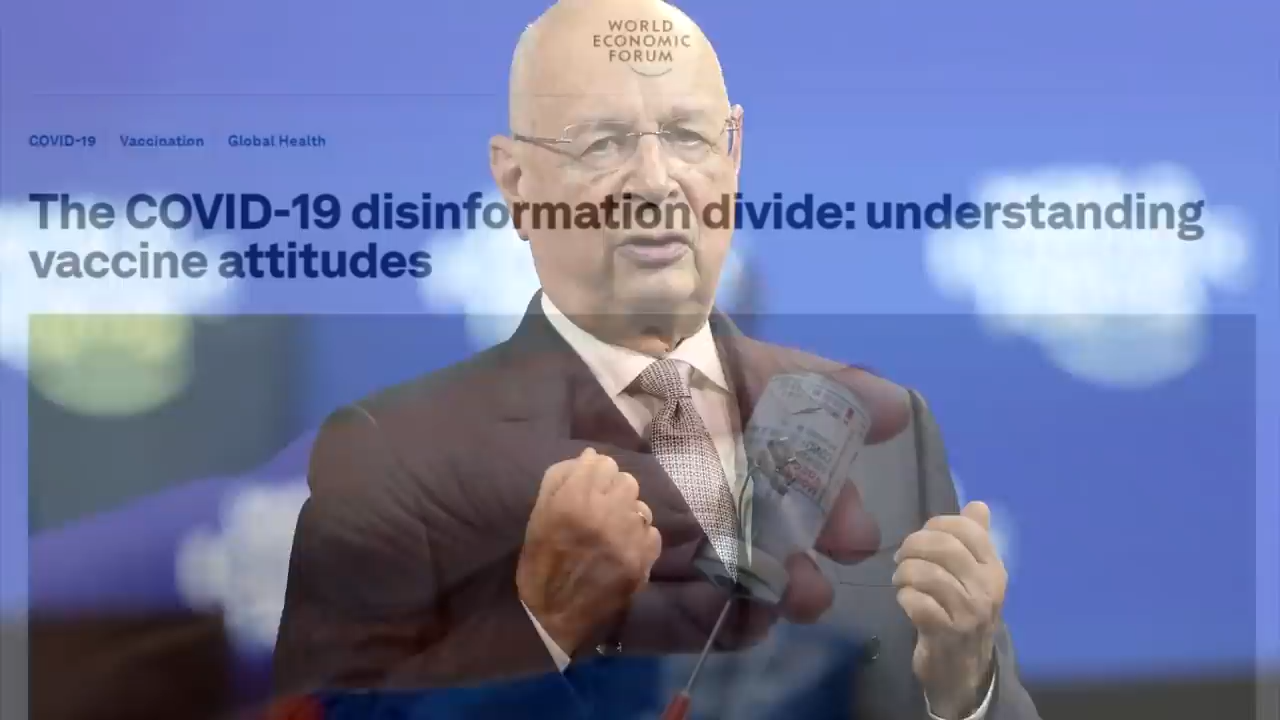 WORLD
ECONOMIC
FORUM
COVID-19 Vaccination Global Health
The COVID-19 disinformation divide: understanding
vaccine attitudes